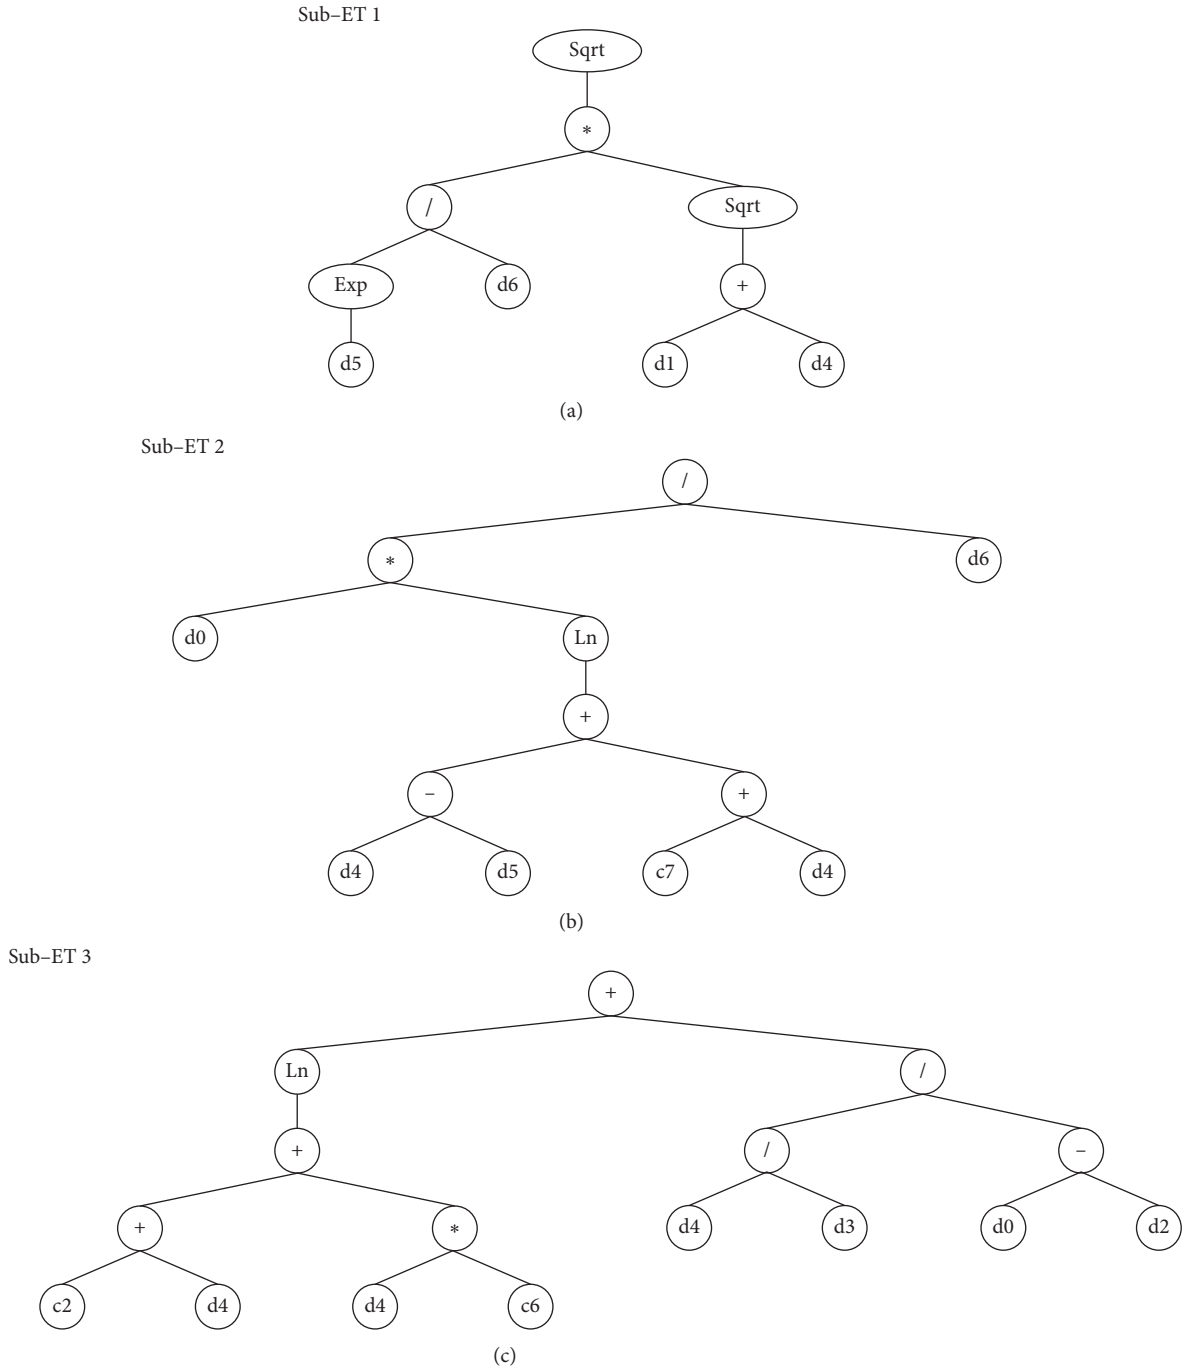 Sub–ET 1
Sqrt
*
/ Sqrt
Exp d6 +
d5 d1 d4
(a)
Sub–ET 2
/
* d6
d0 Ln
+
– +
d4 d5 c7 d4
(b)
Sub–ET 3
+
Ln /
+ / –
+ * d4 d3 d0 d2
c2 d4 d4 c6
(c)